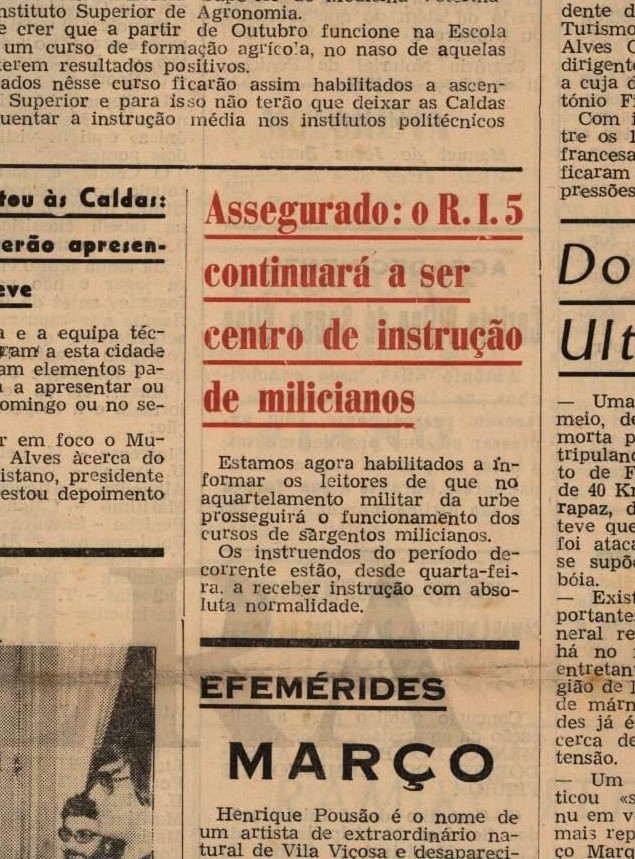 nstituto Superior de Agronomia.
e crer que a partir de Outubro funcione na Escola
um curso de formação agrícola, no naso de aquelas
terem resultados positivos.
ados nêsse curso ficarão assim habilitados a ascen-
Superior e para isso não terão que deixar as Caldas
uentar a instrução média nos institutos politécnicos
tou às Caldas:
erão apresen-
eve
a e a equipa téc-
ram a esta cidade
am elementos pa-
a a apresentar ou
omingo ou no se-
r em foco o Mu-
Alves àcerca do
istano, presidente
estou depoimento
Assegurado: o R. I. 5
continuará a ser
centro de instrução
de milicianos
Estamos agora habilitados a in-
formar os leitores de que no
aquartelamento militar da urbe
prosseguirá o funcionamento dos
cursos de sargentos milicianos.
Os instruendos do período de-
corrente estão, desde quarta-fei-
ra, a receber instrução com abso-
luta normalidade.
EFEMÉRIDES
MARÇO
Henrique Pousão é o nome de
um artista de extraordinário na-
tural de Vila Viçosa e desapareci-
dente d
Turismo
Alves C
dirigente
a cuja d
tónio F
Com i
tre os 1
francesa
ficaram
pressões
Do
Ult
— Uma
meio, de
morta p
tripuland
to de F
de 40 Kr
rapaz, d
teve que
foi ataca
se supõe
bóia.
— Exist
portantes
neral re
há no
entretan
gião de
de márm
des já é
cerca de
tensão.
— Um
ticou «s
nu em v
mais rep
ço Marq